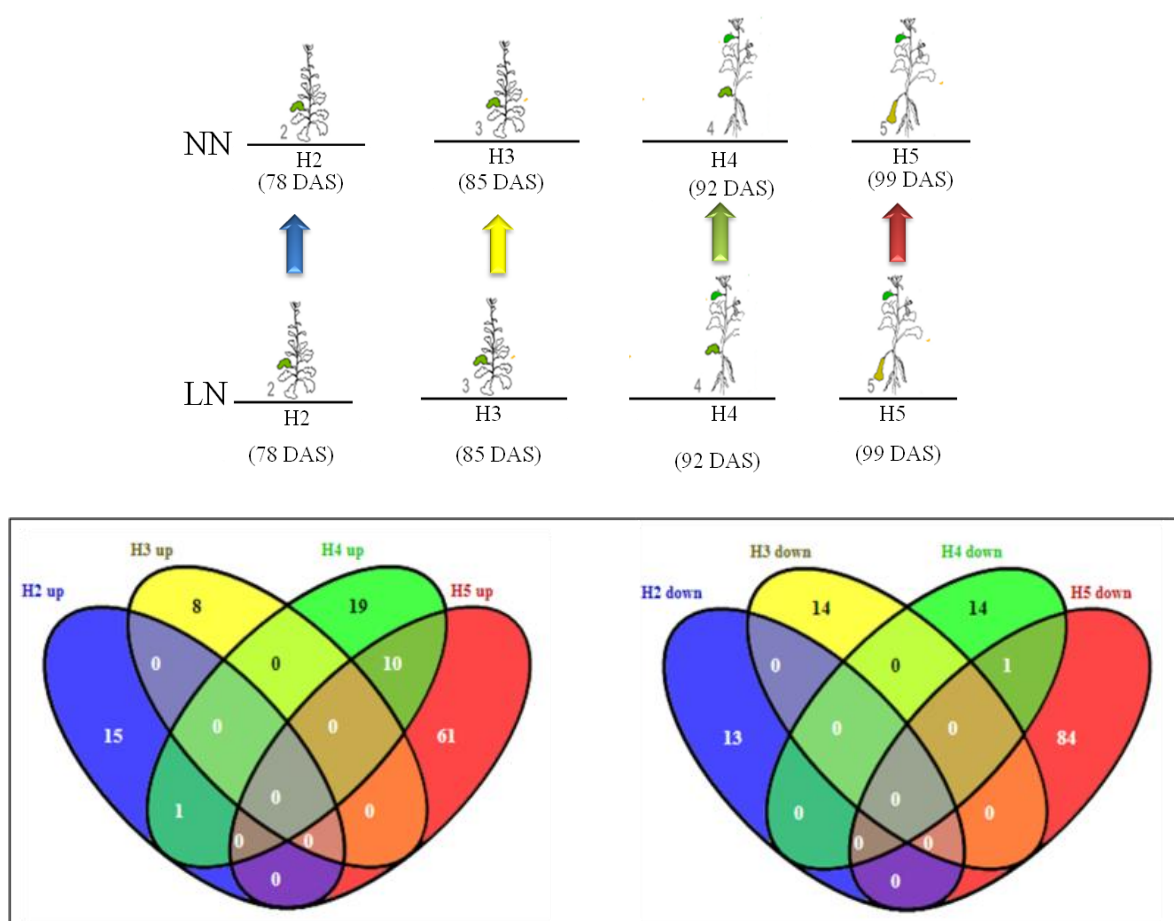 2 3 4 5
NN
H2 H3 H4 H5
(78 DAS) (85 DAS) (92 DAS) (99 DAS)
2 3 4 5
LN
H2 H3 H4 H5
(78 DAS) (85 DAS) (92 DAS) (99 DAS)
H3 up H4 up
H2 up H5 up
8 19
0 0 10
0 0
15 61
1 0 0
0 0
0
H3 down H4 down
H2 down H5 down
14 14
0 0 1
0 0
13 84
0 0 0
0 0
0